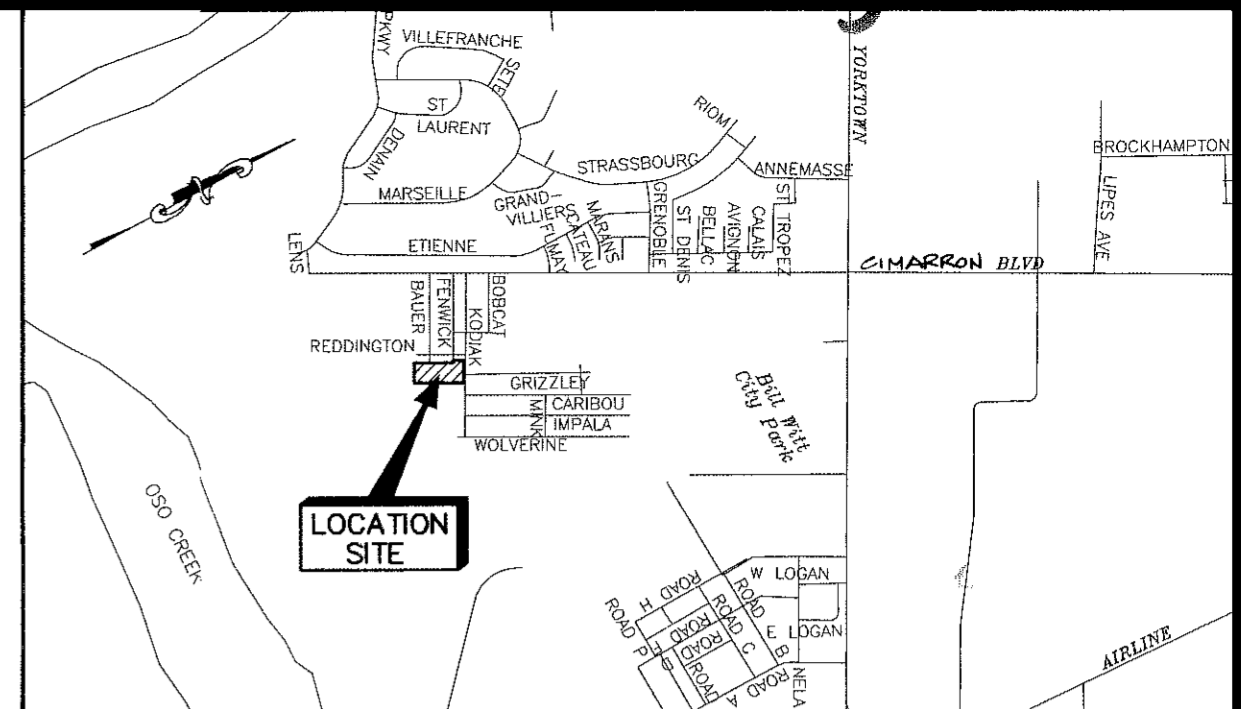 PKWY
VILLEFRANCHE
SETE
ST
LAURENT
DENAIN
MARSEILLE
RIOM
STRASSBOURG
ANNEMASSE
YORKTOWN
BROCKHAMPTON
LIPES AVE
GRAND-
VILLIERS
CATEAU
FUMAY
MARANS
GRENOBILE
ST DENIS
BELLAC
AVIGNON
CALAIS
ST TROPEZ
LENS
ETIENNE
CIMARRON BLVD
BAUER
FENWICK
KODIAK
BOBCAT
REDDINGTON
GRIZZLEY
MINK
CARIBOU
IMPALA
WOLVERINE
Bill Witt
City Park
LOCATION
SITE
OSO CREEK
W LOGAN
E LOGAN
ROAD H
ROAD P
ROAD
ROAD
ROAD
ROAD C
ROAD B
ROAD A
NELA
AIRLINE